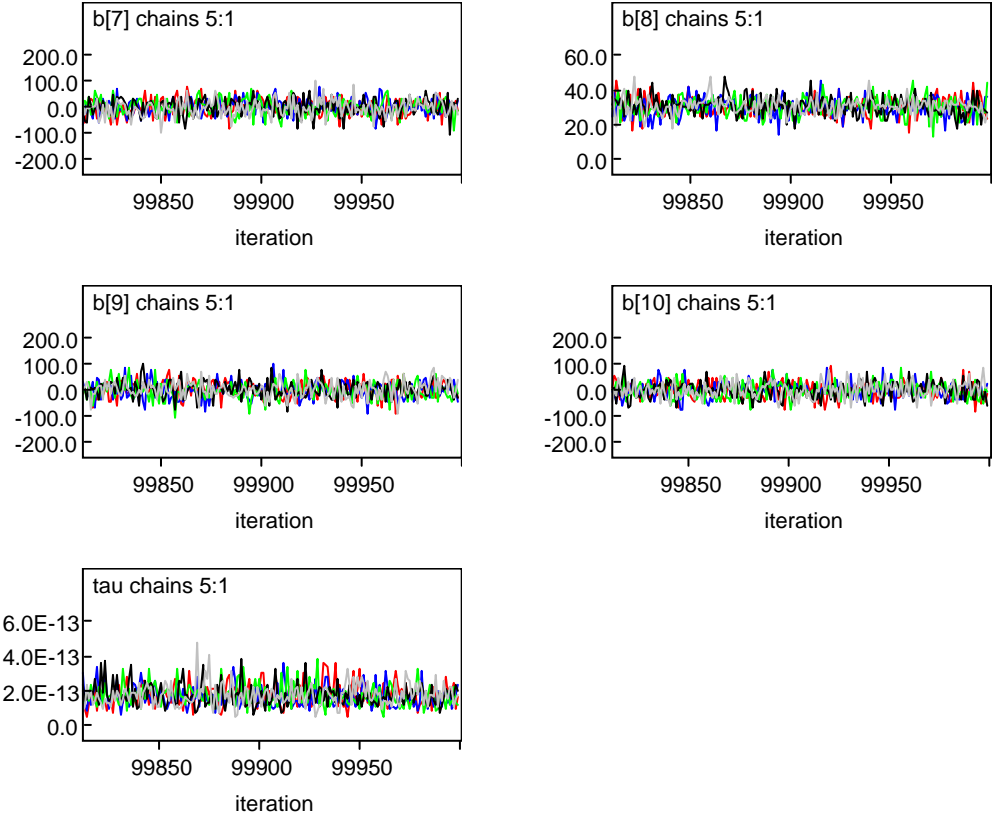 b[7] chains 5:1
200.0
100.0
0.0
-100.0
-200.0
99850 99900 99950
iteration
b[8] chains 5:1
60.0
40.0
20.0
0.0
99850 99900 99950
iteration
b[9] chains 5:1
200.0
100.0
0.0
-100.0
-200.0
99850 99900 99950
iteration
b[10] chains 5:1
200.0
100.0
0.0
-100.0
-200.0
99850 99900 99950
iteration
tau chains 5:1
6.0E-13
4.0E-13
2.0E-13
0.0
99850 99900 99950
iteration